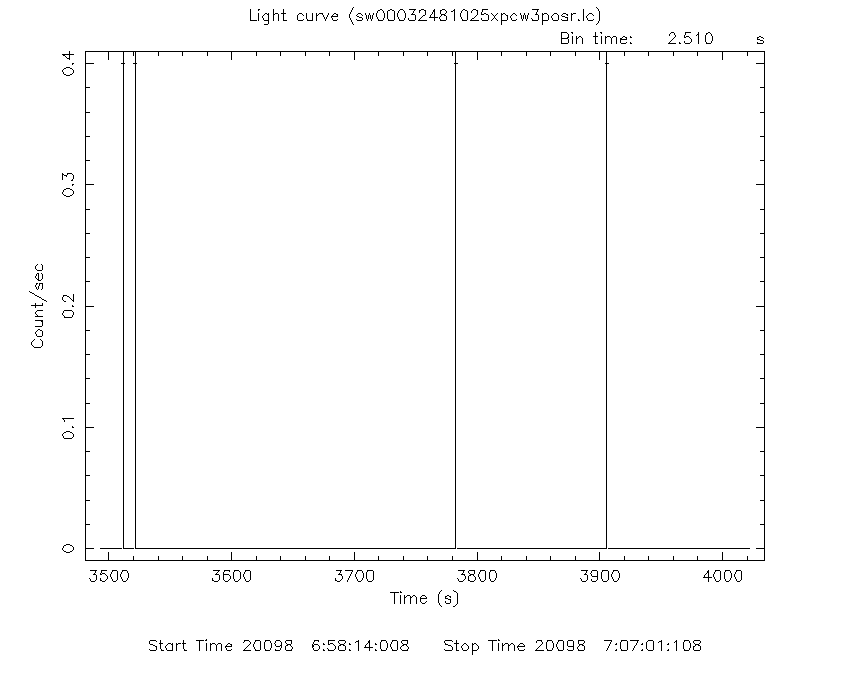 Light curve (sw00032481025xpcw3posr.lc)
Bin time: 2.510 s
0.4
0.3
0.2
0.1
0
Count/sec
3500 3600 3700 3800 3900 4000
Time (s)
Start Time 20098 6:58:14:008 Stop Time 20098 7:07:01:108